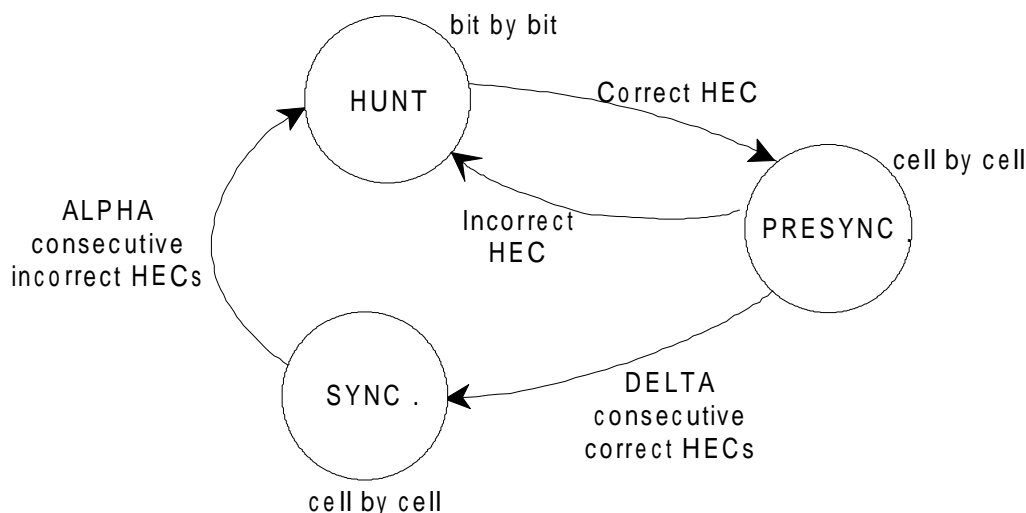 bit by bit
HUNT
Correct HEC
cell by cell
ALPHA
consecutive
incorrect HECs
Incorrect
HEC
PRESYNC .
SYNC .
DELTA
consecutive
correct HECs
cell by cell